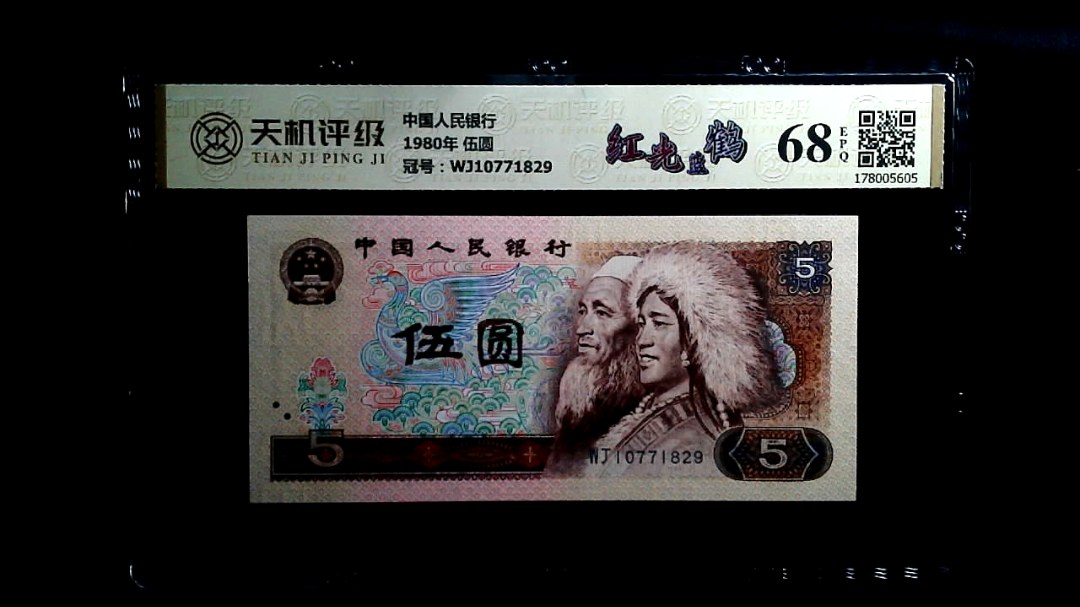 天机评级
TIAN JI PING JI
中国人民银行
1980年 伍圆
冠号：WJ10771829
红光蓝鹤
68
EPQ
178005605
中国人民银行
5
伍圆
5
WJ10771829
5